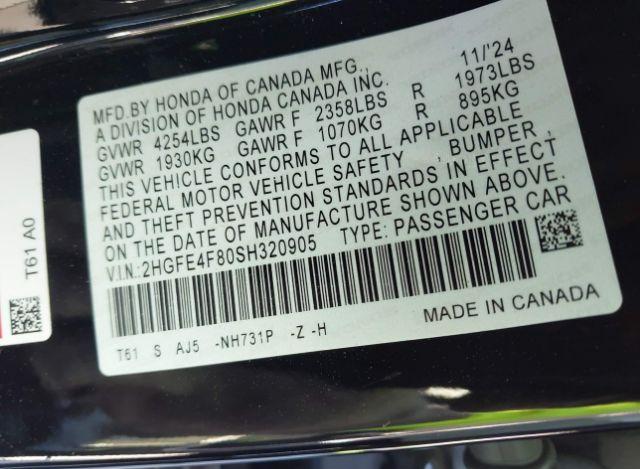 MFD.BY HONDA OF CANADA MFG., 11/'24
A DIVISION OF HONDA CANADA INC.
GVWR 4254LBS GAWR F 2358LBS R 1973LBS
GVWR 1930KG GAWR F 1070KG R 895KG
THIS VEHICLE CONFORMS TO ALL APPLICABLE
FEDERAL MOTOR VEHICLE SAFETY , BUMPER ,
AND THEFT PREVENTION STANDARDS IN EFFECT
ON THE DATE OF MANUFACTURE SHOWN ABOVE.
V.I.N.:2HGFE4F80SH320905 TYPE: PASSENGER CAR
T61 S AJ5 -NH731P -Z -H MADE IN CANADA
T61 A0